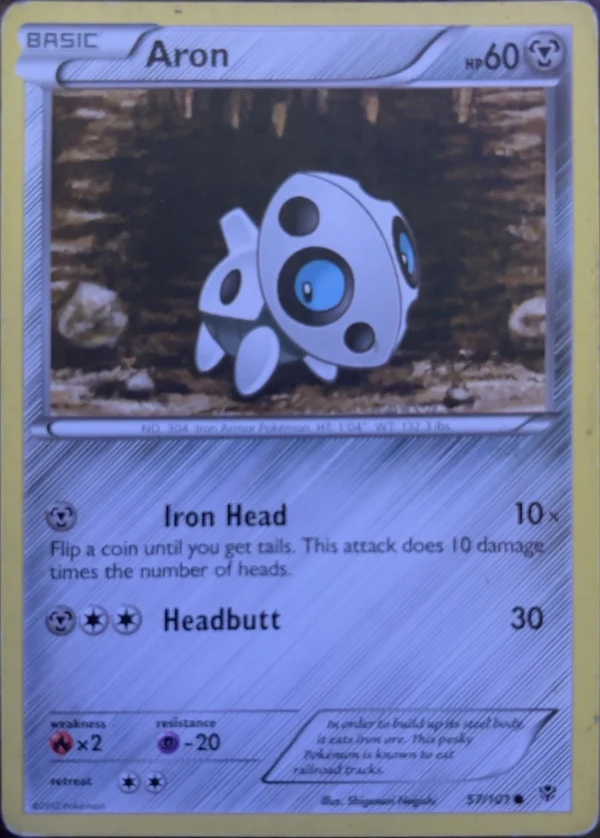 BASIC
Aron
HP60
NO. 304 Iron Armor Pokémon HT: 1'04" WT: 132.3 lbs.
Iron Head 10×
Flip a coin until you get tails. This attack does 10 damage
times the number of heads.
Headbutt 30
weakness resistance
×2 -20
retreat
In order to build up its steel body,
it eats iron ore. This pesky
Pokémon is known to eat
railroad tracks.
Illus. Shigenori Negishi 57/101
©2013 Pokémon